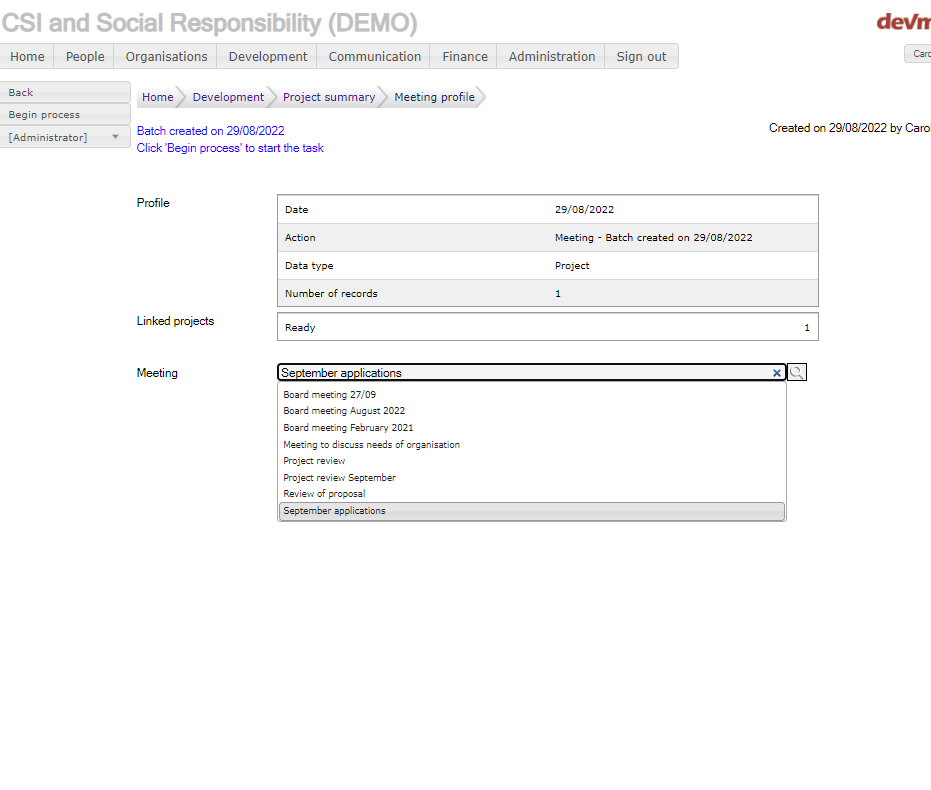 CSI and Social Responsibility (DEMO)
Home People Organisations Development Communication Finance Administration Sign out
Back
Begin process
[Administrator]
Home Development Project summary Meeting profile
Batch created on 29/08/2022
Click 'Begin process' to start the task
Created on 29/08/2022 by
Profile
Date 29/08/2022
Action Meeting - Batch created on 29/08/2022
Data type Project
Number of records 1
Linked projects
Ready 1
Meeting
September applications
Board meeting 27/09
Board meeting August 2022
Board meeting February 2021
Meeting to discuss needs of organisation
Project review
Project review September
Review of proposal
September applications